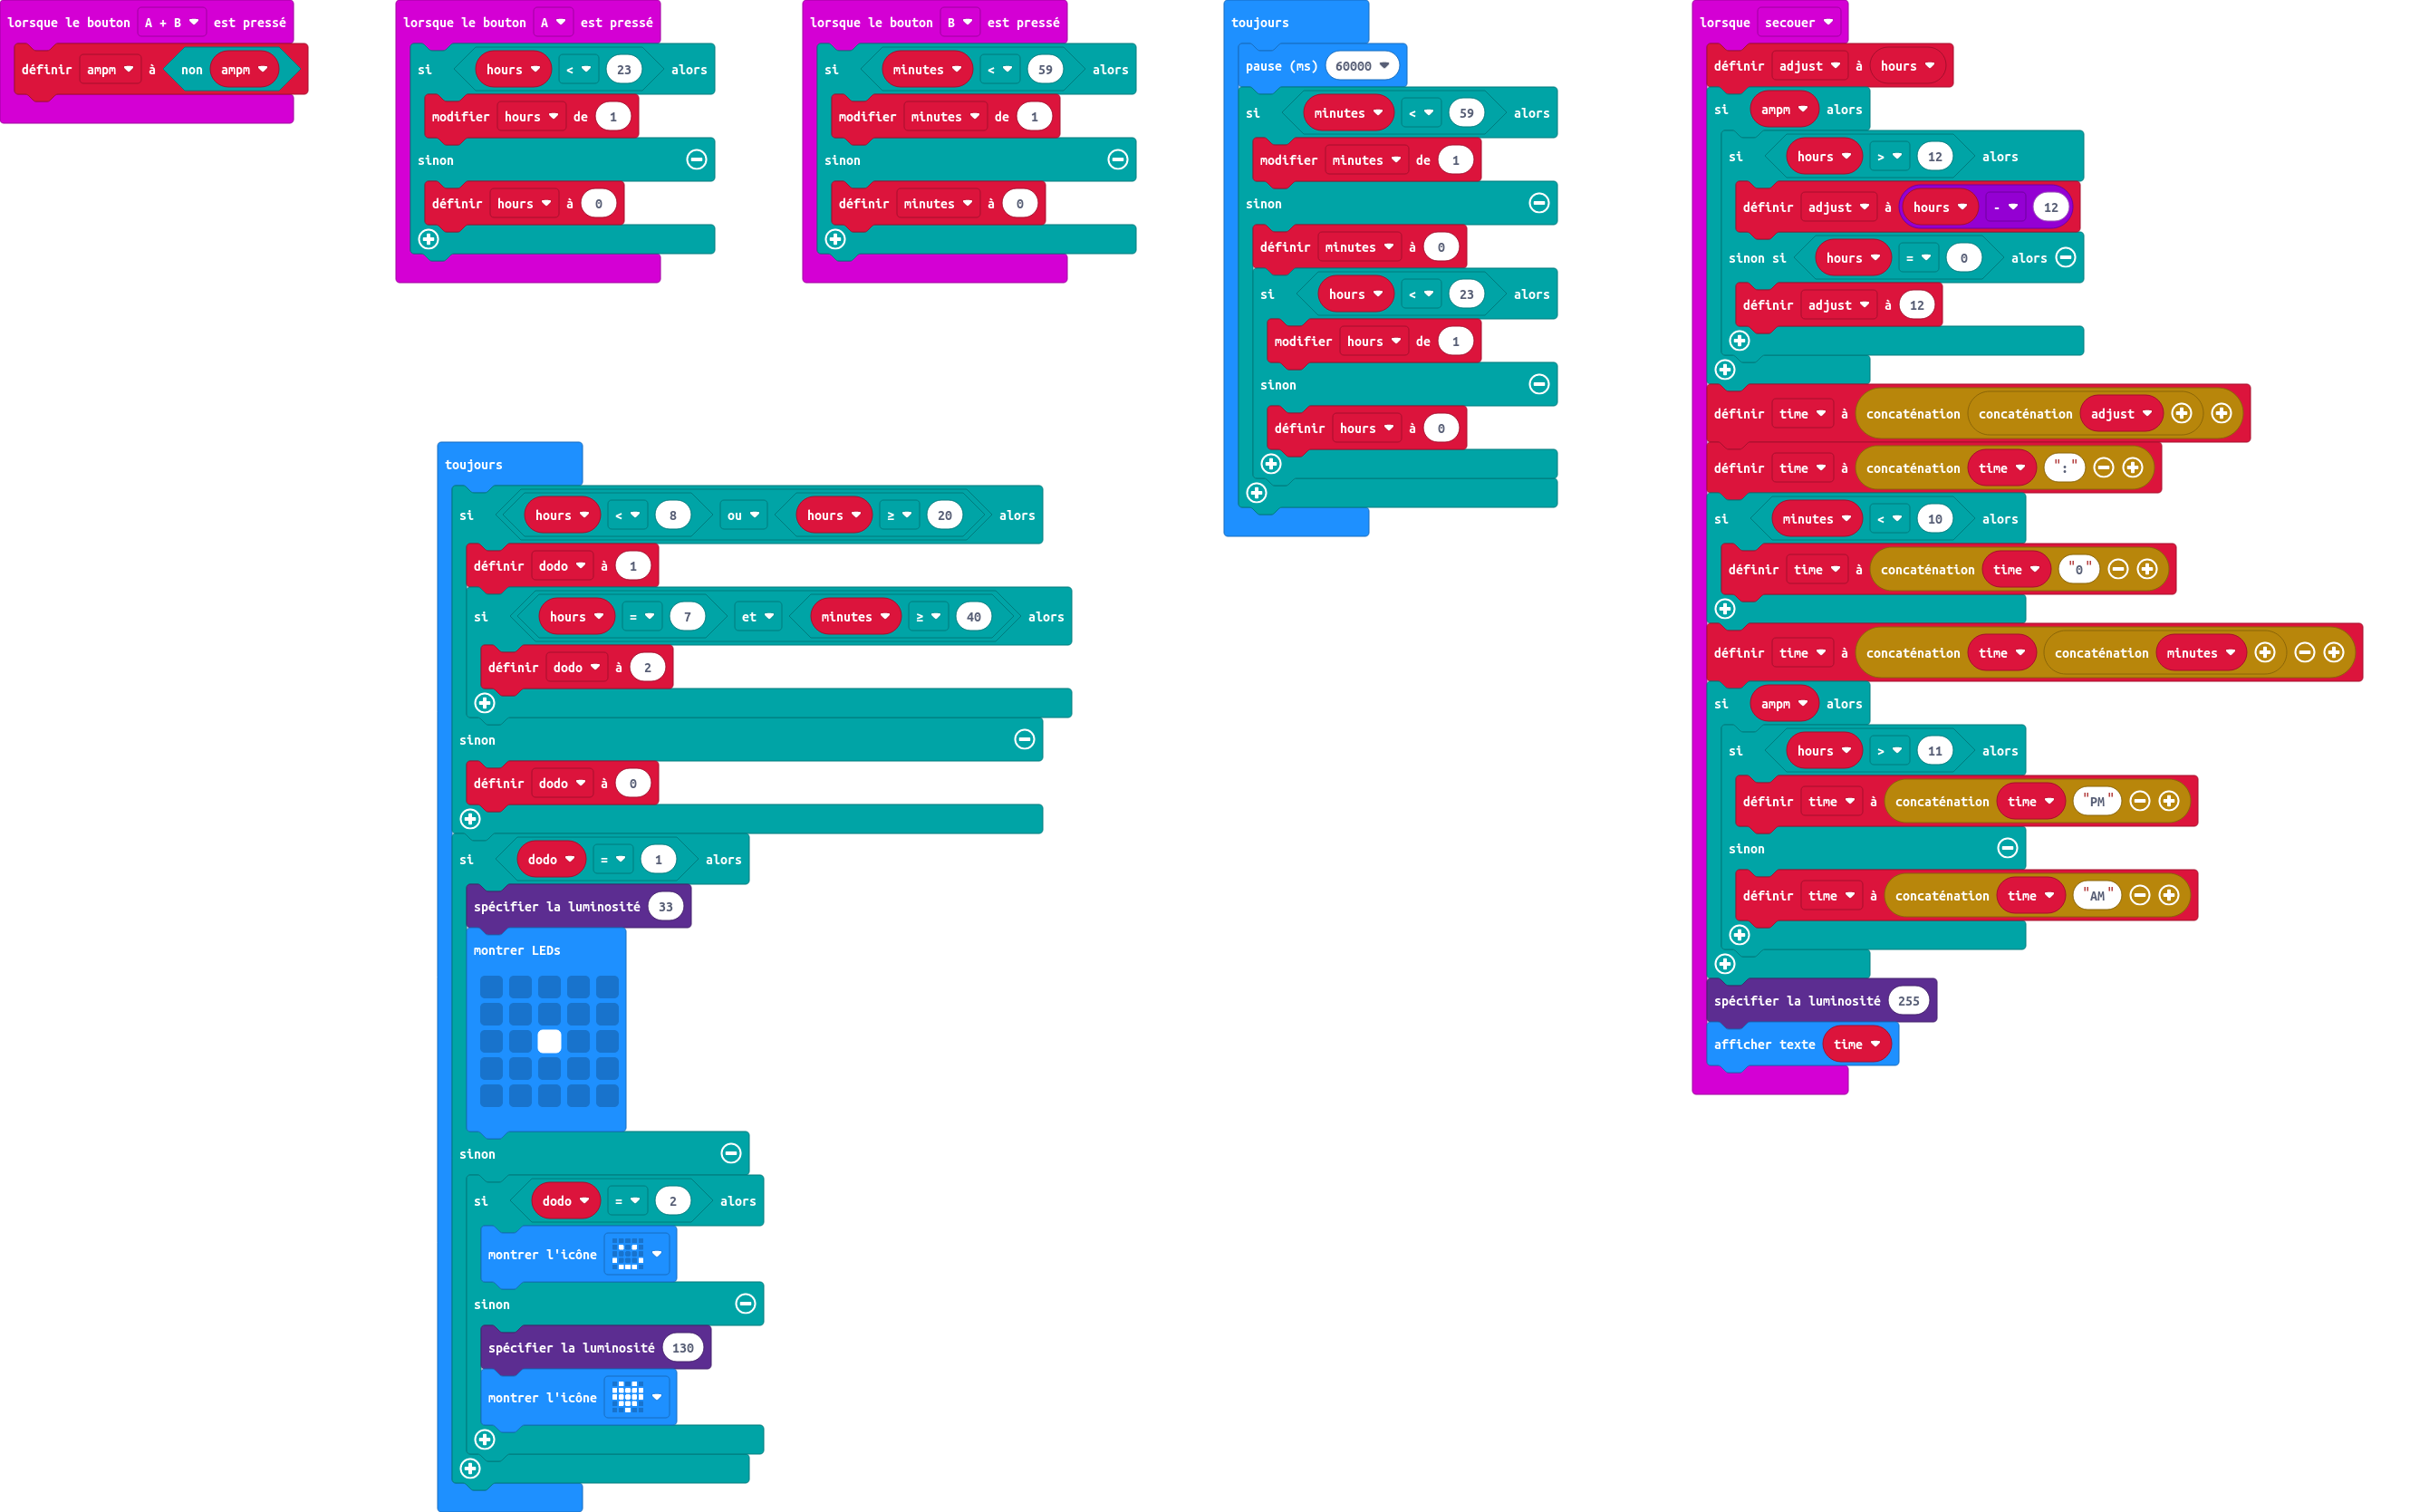 lorsque le bouton A + B est pressé
définir ampm à non ampm
lorsque le bouton A est pressé
si hours < 23 alors
modifier hours de 1
sinon
définir hours à 0
lorsque le bouton B est pressé
si minutes < 59 alors
modifier minutes de 1
sinon
définir minutes à 0
toujours
pause (ms) 60000
si minutes < 59 alors
modifier minutes de 1
sinon
définir minutes à 0
si hours < 23 alors
modifier hours de 1
sinon
définir hours à 0
lorsque secouer
définir adjust à hours
si ampm alors
si hours > 12 alors
définir adjust à hours - 12
sinon si hours = 0 alors
définir adjust à 12
définir time à concaténation concaténation adjust
définir time à concaténation time ":"
si minutes < 10 alors
définir time à concaténation time "0"
définir time à concaténation time concaténation minutes
si ampm alors
si hours > 11 alors
définir time à concaténation time "PM"
sinon
définir time à concaténation time "AM"
spécifier la luminosité 255
afficher texte time
toujours
si hours < 8 ou hours ≥ 20 alors
définir dodo à 1
si hours = 7 et minutes ≥ 40 alors
définir dodo à 2
sinon
définir dodo à 0
si dodo = 1 alors
spécifier la luminosité 33
montrer LEDs
sinon
si dodo = 2 alors
montrer l'icône
sinon
spécifier la luminosité 130
montrer l'icône